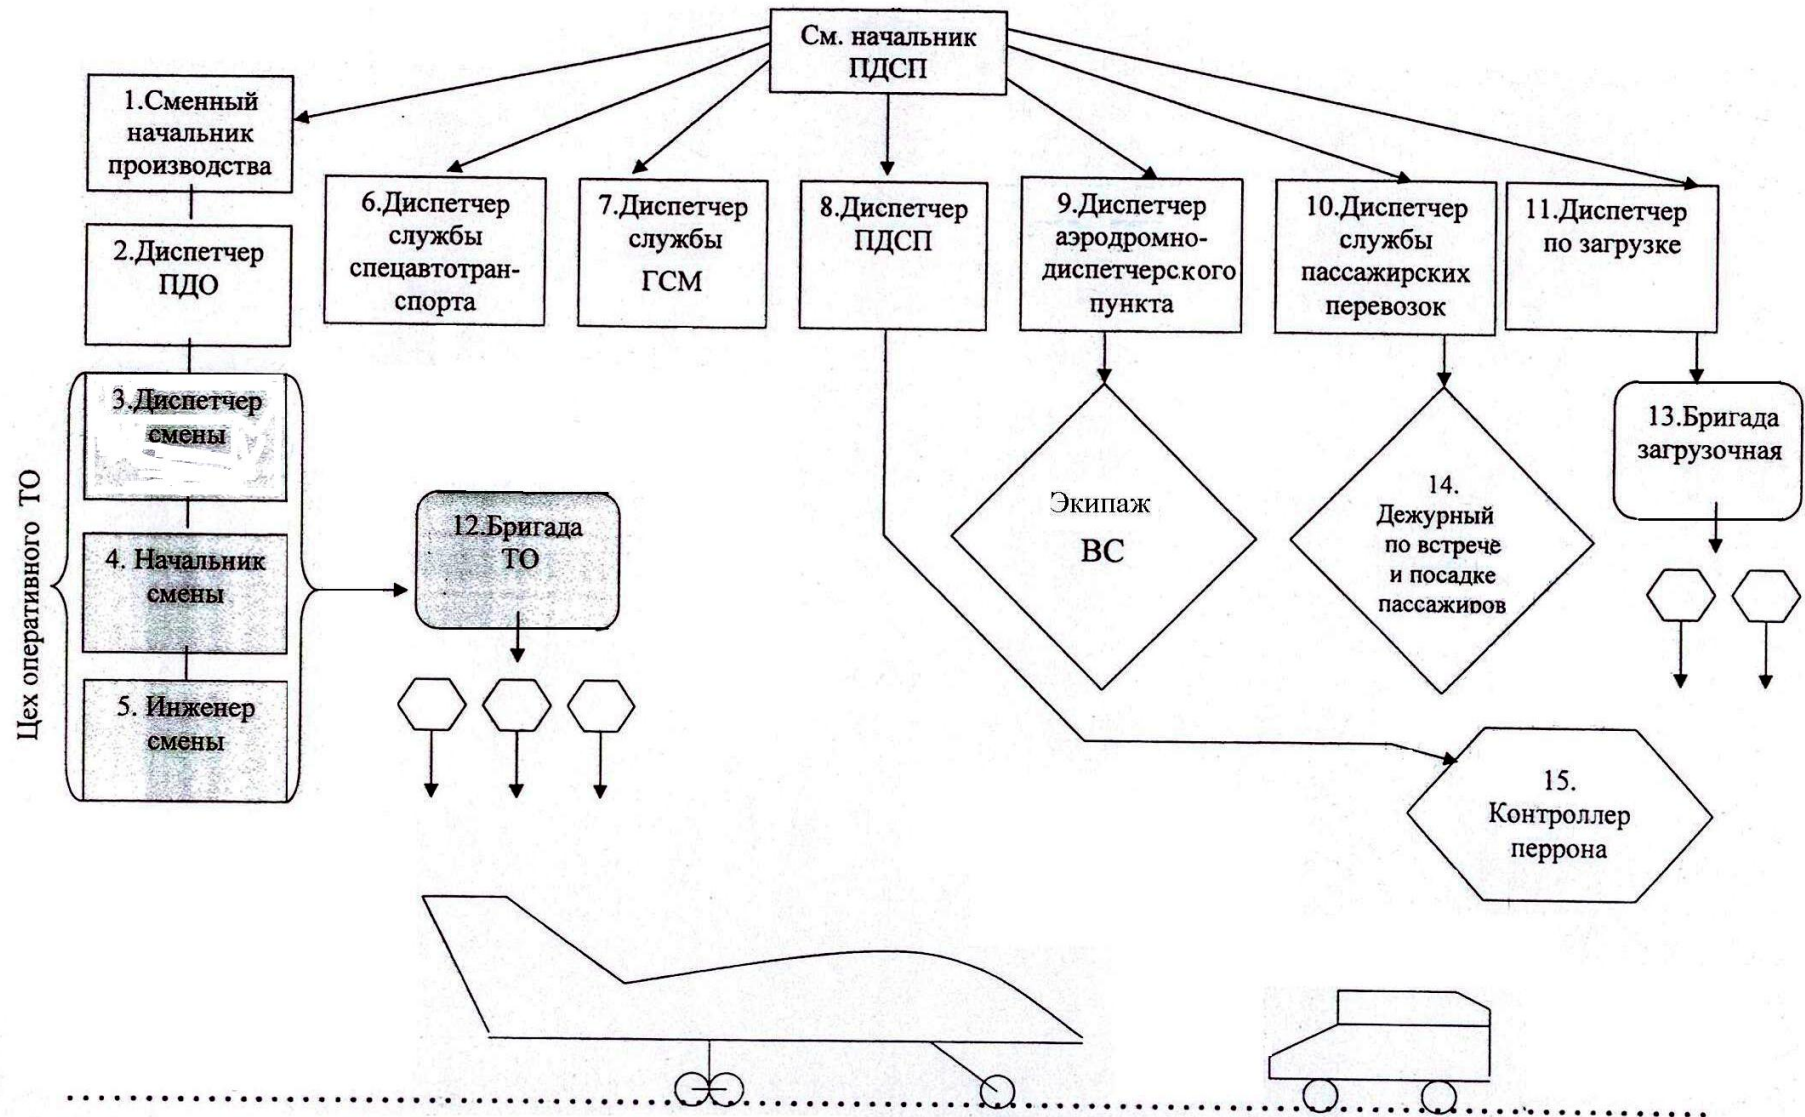 См. начальник
ПДСП
1.Сменный
начальник
производства
2.Диспетчер
ПДО
3.Диспетчер
смены
4. Начальник
смены
5. Инженер
смены
Цех оперативного ТО
6.Диспетчер
службы
спецавтотран-
спорта
7.Диспетчер
службы
ГСМ
8.Диспетчер
ПДСП
9.Диспетчер
аэродромно-
диспетчерского
пункта
10.Диспетчер
службы
пассажирских
перевозок
11.Диспетчер
по загрузке
12.Бригада
ТО
Экипаж
ВС
14.
Дежурный
по встрече
и посадке
пассажиров
13.Бригада
загрузочная
15.
Контроллер
перрона